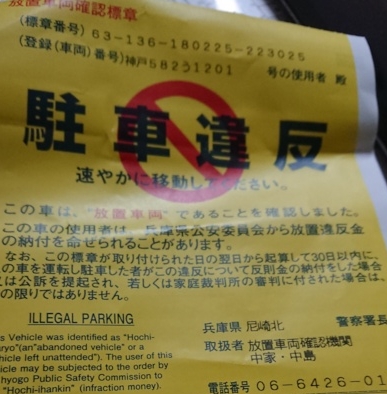 放置車両確認標章
(標章番号) 63-136-180225-223025
(登録(車両)番号)神戸582う1201 号の使用者 殿
駐車違反
速やかに移動してください。
この車は、"放置車両"であることを確認しました。
この車の使用者は、兵庫県公安委員会から放置違反金
の納付を命ぜられることがあります。
なお、この標章が取り付けられた日の翌日から起算して30日以内に、
の車を運転し駐車した者がこの違反について反則金の納付をした場合
は公訴を提起され、若しくは家庭裁判所の審判に付された場合は、
の限りではありません。
ILLEGAL PARKING
s Vehicle was identified as "Hochi-
ryo"(an"abandoned vehicle" or a
hicle left unattended"). The user of this
hicle may be subjected to the order by
hyogo Public Safety Commission to
"Hochi-ihankin" (infraction money).
兵庫県 尼崎北 警察署長
取扱者 放置車両確認機関
中家・中島
電話番号 06-6426-01